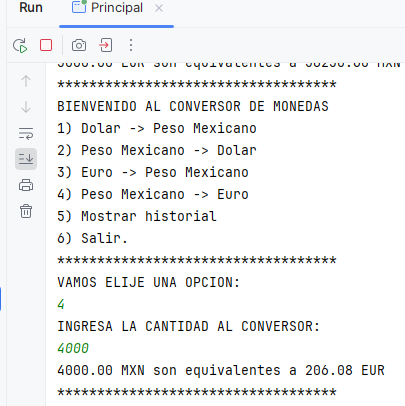 Run Principal
5000.00 EUR son equivalentes a MXN
***********************************
BIENVENIDO AL CONVERSOR DE MONEDAS
1) Dolar -> Peso Mexicano
2) Peso Mexicano -> Dolar
3) Euro -> Peso Mexicano
4) Peso Mexicano -> Euro
5) Mostrar historial
6) Salir.
***********************************
VAMOS ELIJE UNA OPCION:
4
INGRESA LA CANTIDAD AL CONVERSOR:
4000
4000.00 MXN son equivalentes a 206.08 EUR
***********************************